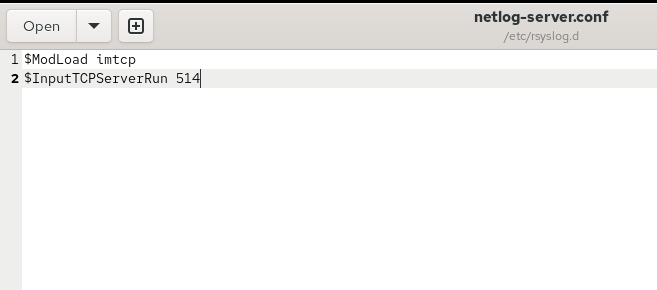 Open
netlog-server.conf
/etc/rsyslog.d
1 $ModLoad imtcp
2 $InputTCPServerRun 514